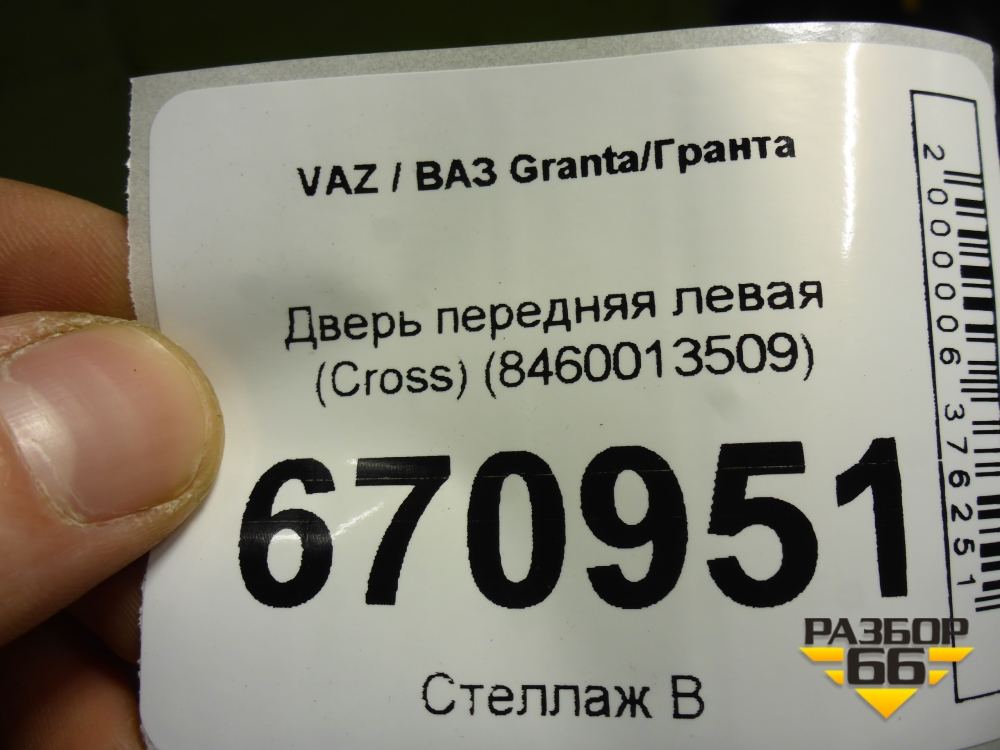 VAZ / ВАЗ Granta/Гранта
Дверь передняя левая
(Cross) (8460013509)
670951
Стеллаж В
2000006376251
РАЗБОР
66